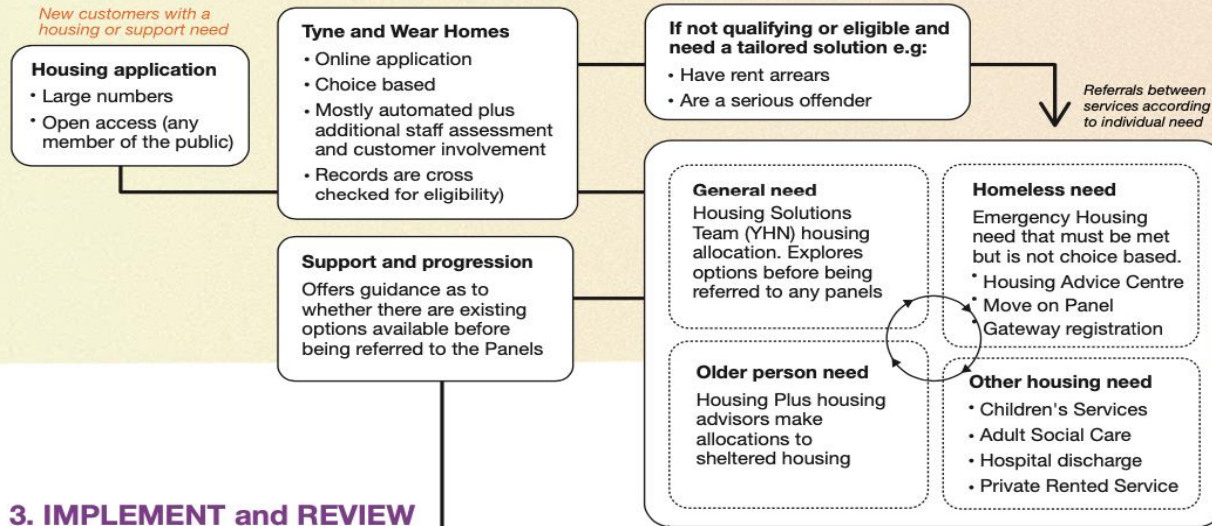 New customers with a
housing or support need
Housing application
• Large numbers
• Open access (any
member of the public)
Tyne and Wear Homes
• Online application
• Choice based
• Mostly automated plus
additional staff assessment
and customer involvement
• Records are cross
checked for eligibility)
If not qualifying or eligible and
need a tailored solution e.g:
• Have rent arrears
• Are a serious offender
Referrals between
services according
to individual need
Support and progression
Offers guidance as to
whether there are existing
options available before
being referred to the Panels
General need
Housing Solutions
Team (YHN) housing
allocation. Explores
options before being
referred to any panels
Homeless need
Emergency Housing
need that must be met
but is not choice based.
• Housing Advice Centre
• Move on Panel
• Gateway registration
Older person need
Housing Plus housing
advisors make
allocations to
sheltered housing
Other housing need
• Children's Services
• Adult Social Care
• Hospital discharge
• Private Rented Service
3. IMPLEMENT and REVIEW